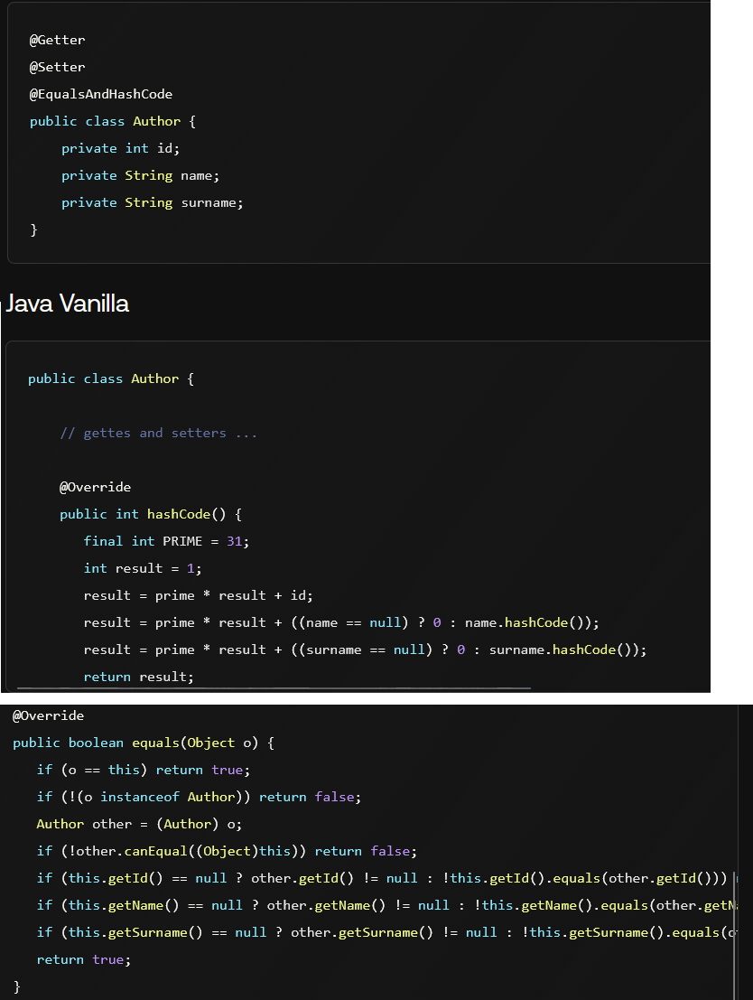 @Getter
@Setter
@EqualsAndHashCode
public class Author {
    private int id;
    private String name;
    private String surname;
}
Java Vanilla
public class Author {
    // gettes and setters ...
    @Override
    public int hashCode() {
       final int PRIME = 31;
       int result = 1;
       result = prime * result + id;
       result = prime * result + ((name == null) ? 0 : name.hashCode());
       result = prime * result + ((surname == null) ? 0 : surname.hashCode());
       return result;
@Override
public boolean equals(Object o) {
   if (o == this) return true;
   if (!(o instanceof Author)) return false;
   Author other = (Author) o;
   if (!other.canEqual((Object)this)) return false;
   if (this.getId() == null ? other.getId() != null : !this.getId().equals(other.getId()))
   if (this.getName() == null ? other.getName() != null : !this.getName().equals(other.getN
   if (this.getSurname() == null ? other.getSurname() != null : !this.getSurname().equals(
   return true;
}